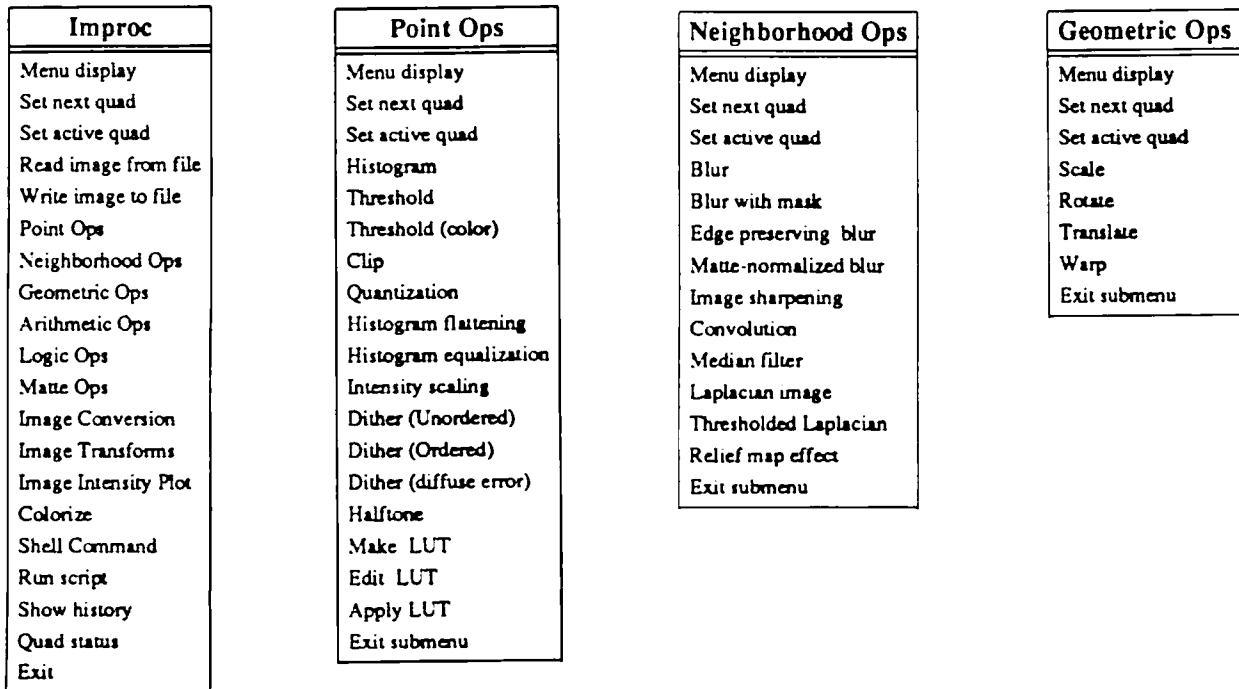 Improc
Menu display
Set next quad
Set active quad
Read image from file
Write image to file
Point Ops
Neighborhood Ops
Geometric Ops
Arithmetic Ops
Logic Ops
Matte Ops
Image Conversion
Image Transforms
Image Intensity Plot
Colorize
Shell Command
Run script
Show history
Quad status
Exit
Point Ops
Menu display
Set next quad
Set active quad
Histogram
Threshold
Threshold (color)
Clip
Quantization
Histogram flattening
Histogram equalization
Intensity scaling
Dither (Unordered)
Dither (Ordered)
Dither (diffuse error)
Halftone
Make LUT
Edit LUT
Apply LUT
Exit submenu
Neighborhood Ops
Menu display
Set next quad
Set active quad
Blur
Blur with mask
Edge preserving blur
Matte-normalized blur
Image sharpening
Convolution
Median filter
Laplacian image
Thresholded Laplacian
Relief map effect
Exit submenu
Geometric Ops
Menu display
Set next quad
Set active quad
Scale
Rotate
Translate
Warp
Exit submenu